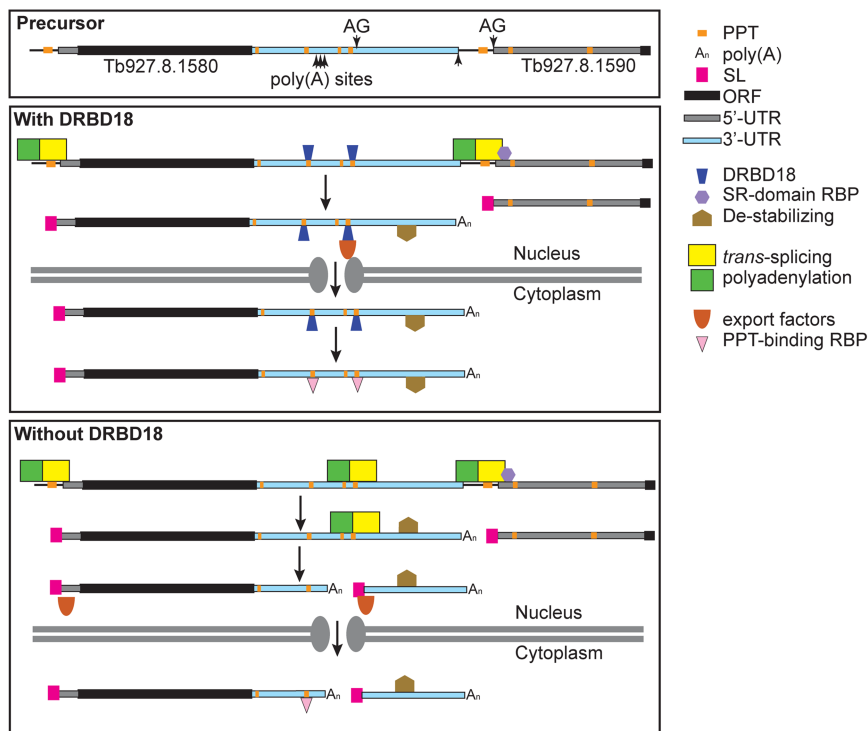 Precursor
AG
AG
Tb927.8.1580
Tb927.8.1590
poly(A) sites
With DRBD18
An
Nucleus
Cytoplasm
An
An
Without DRBD18
An
An
An
Nucleus
Cytoplasm
An
An
PPT
An poly(A)
SL
ORF
5'-UTR
3'-UTR
DRBD18
SR-domain RBP
De-stabilizing
trans-splicing
polyadenylation
export factors
PPT-binding RBP